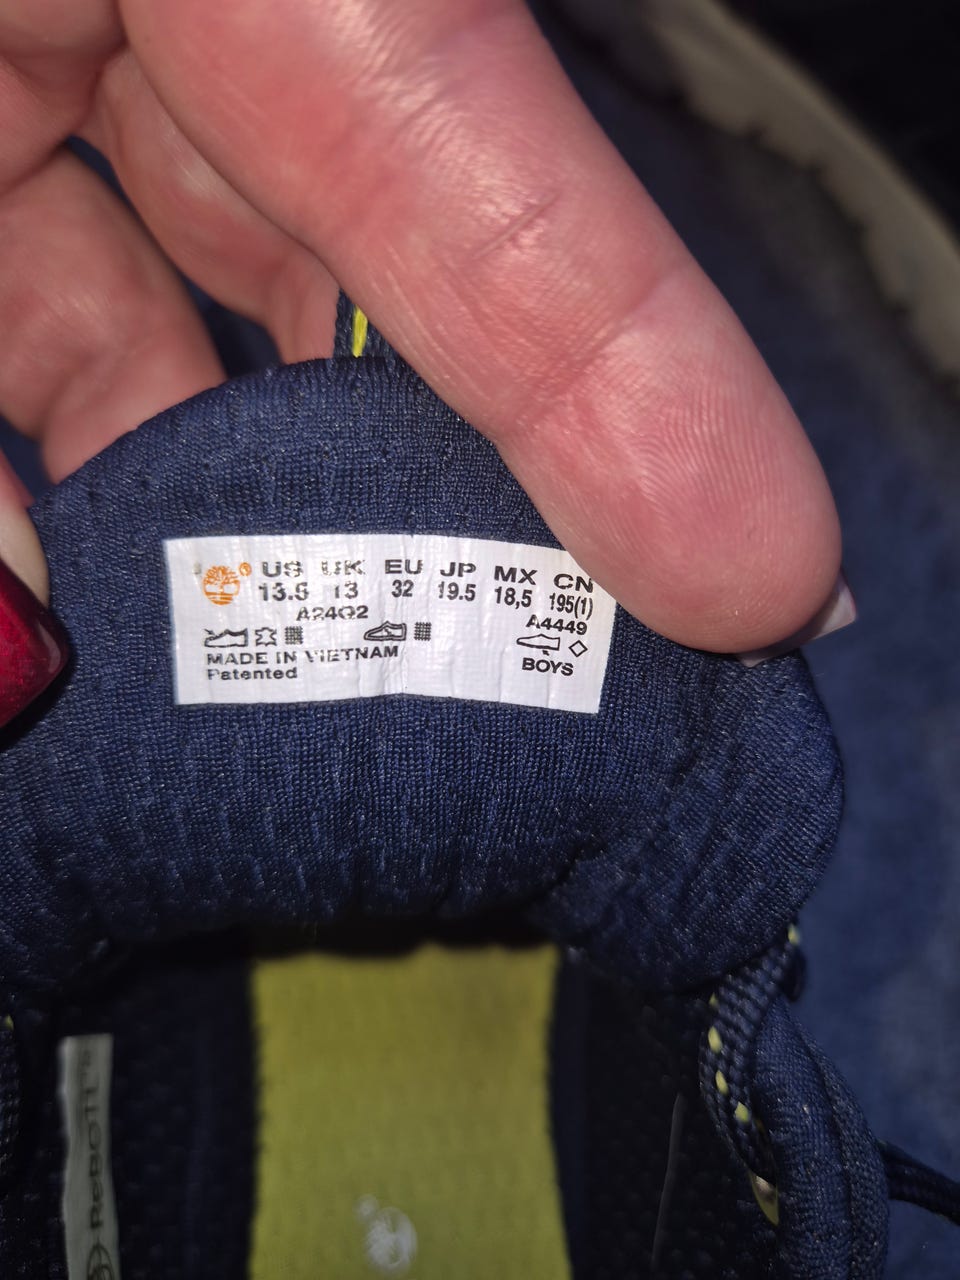 US UK EU JP MX CN
13.5 13 32 19.5 18,5 195(1)
A24Q2 A4449
MADE IN VIETNAM
Patented
BOYS
ReBOTL™